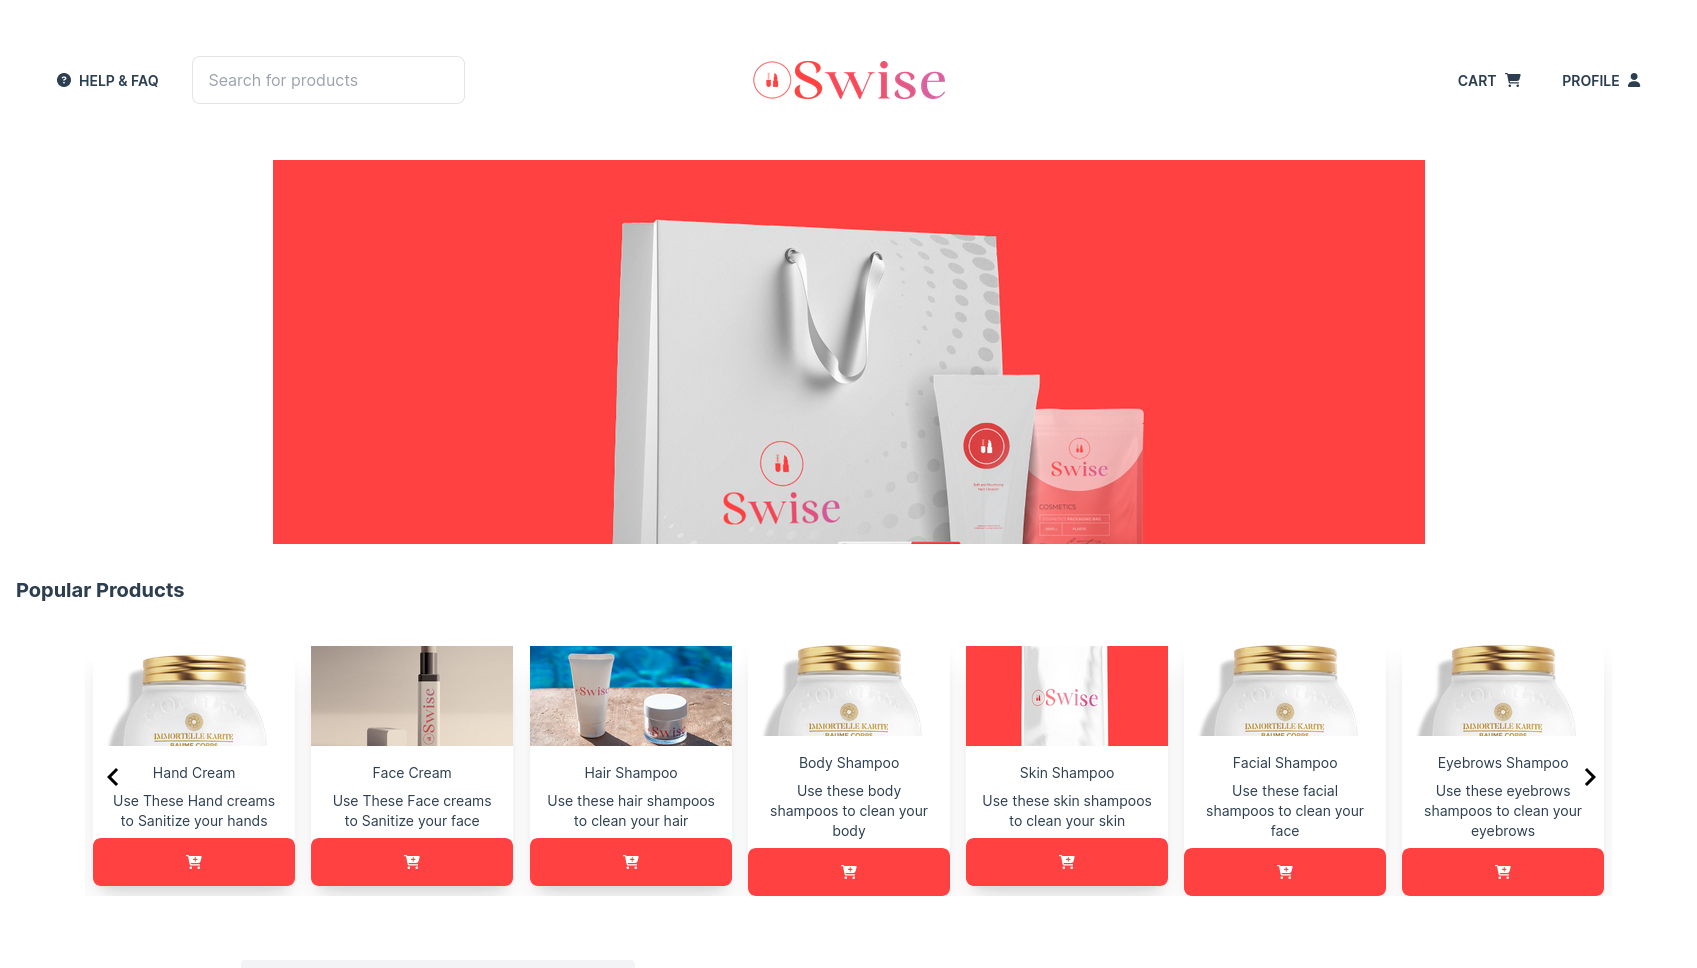 HELP & FAQ
Search for products
Swise
CART
PROFILE
Swise
Swise
COSMETICS
Popular Products
Swise
Swise
Swise
Swise
IMMORTELLE KARITE
BAUME CORPS
IMMORTELLE KARITE
BAUME CORPS
IMMORTELLE KARITE
BAUME CORPS
IMMORTELLE KARITE
BAUME CORPS
Hand Cream
Use These Hand creams
to Sanitize your hands
Face Cream
Use These Face creams
to Sanitize your face
Hair Shampoo
Use these hair shampoos
to clean your hair
Body Shampoo
Use these body
shampoos to clean your
body
Skin Shampoo
Use these skin shampoos
to clean your skin
Facial Shampoo
Use these facial
shampoos to clean your
face
Eyebrows Shampoo
Use these eyebrows
shampoos to clean your
eyebrows